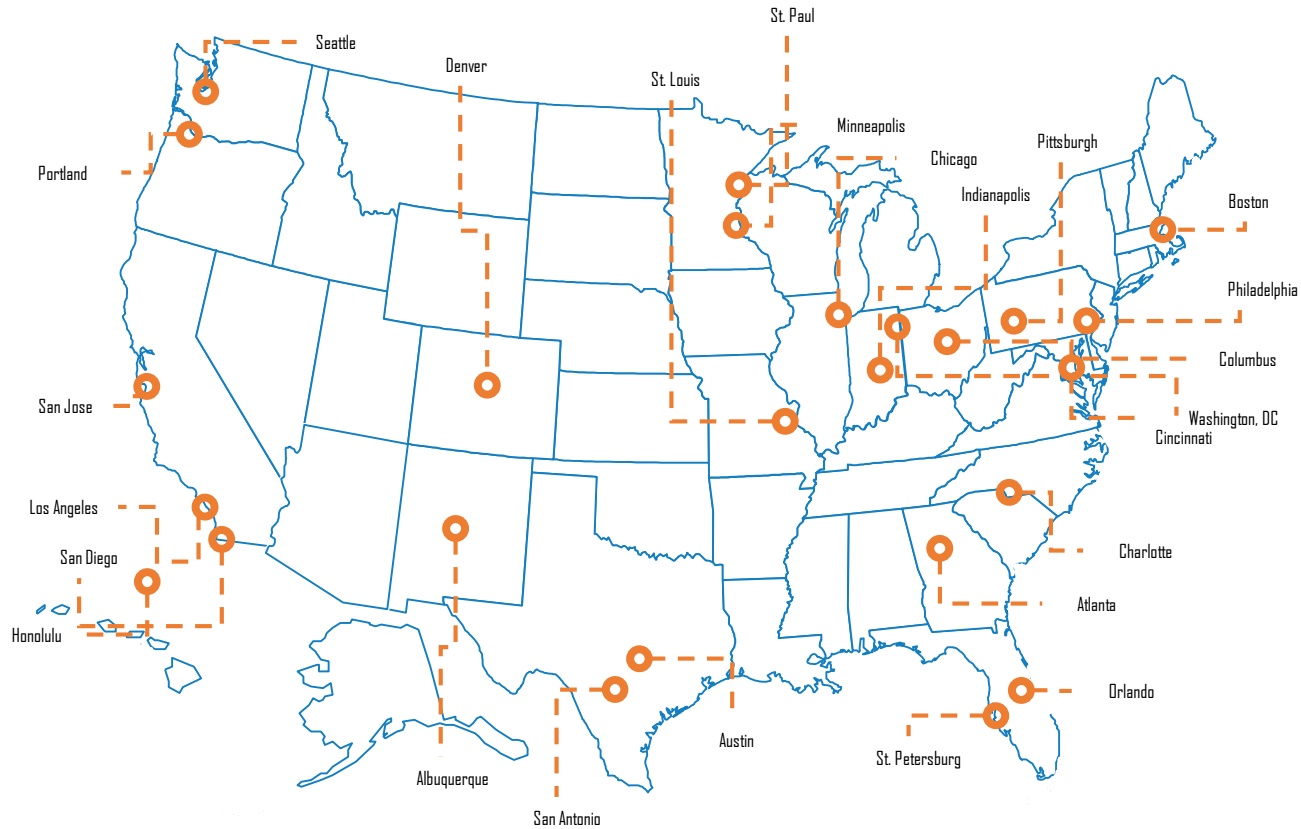 St. Paul
Seattle
Denver
St. Louis
Minneapolis
Pittsburgh
Chicago
Portland
Indianapolis
Boston
Philadelphia
Columbus
San Jose
Washington, DC
Cincinnati
Los Angeles
San Diego
Charlotte
Atlanta
Honolulu
Orlando
Austin
St. Petersburg
Albuquerque
San Antonio